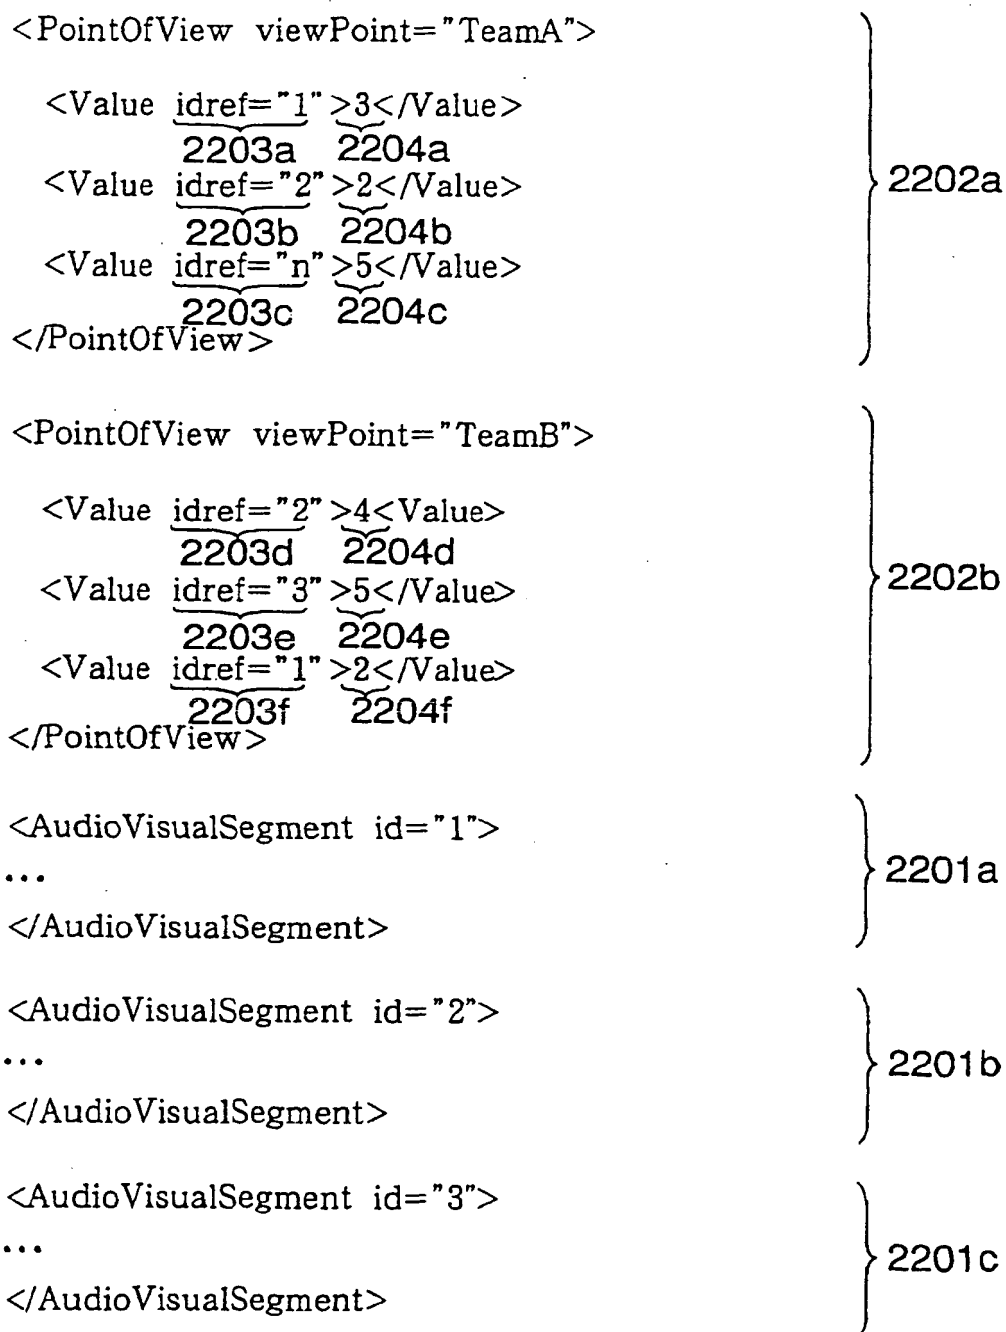 <PointOfView viewPoint="TeamA">
<Value idref="1">3</Value>
2203a 2204a
<Value idref="2">2</Value>
2202a
2203b 2204b
<Value idref="n">5</Value>
2203c 2204c
</PointOfView>
<PointOfView viewPoint="TeamB">
<Value idref="2">4<Value>
2203d 2204d
<Value idref="3">5</Value>
2202b
2203e 2204e
<Value idref="1">2</Value>
2203f 2204f
</PointOfView>
<AudioVisualSegment id="1">
...
2201a
</AudioVisualSegment>
<AudioVisualSegment id="2">
...
2201b
</AudioVisualSegment>
<AudioVisualSegment id="3">
...
2201c
</AudioVisualSegment>